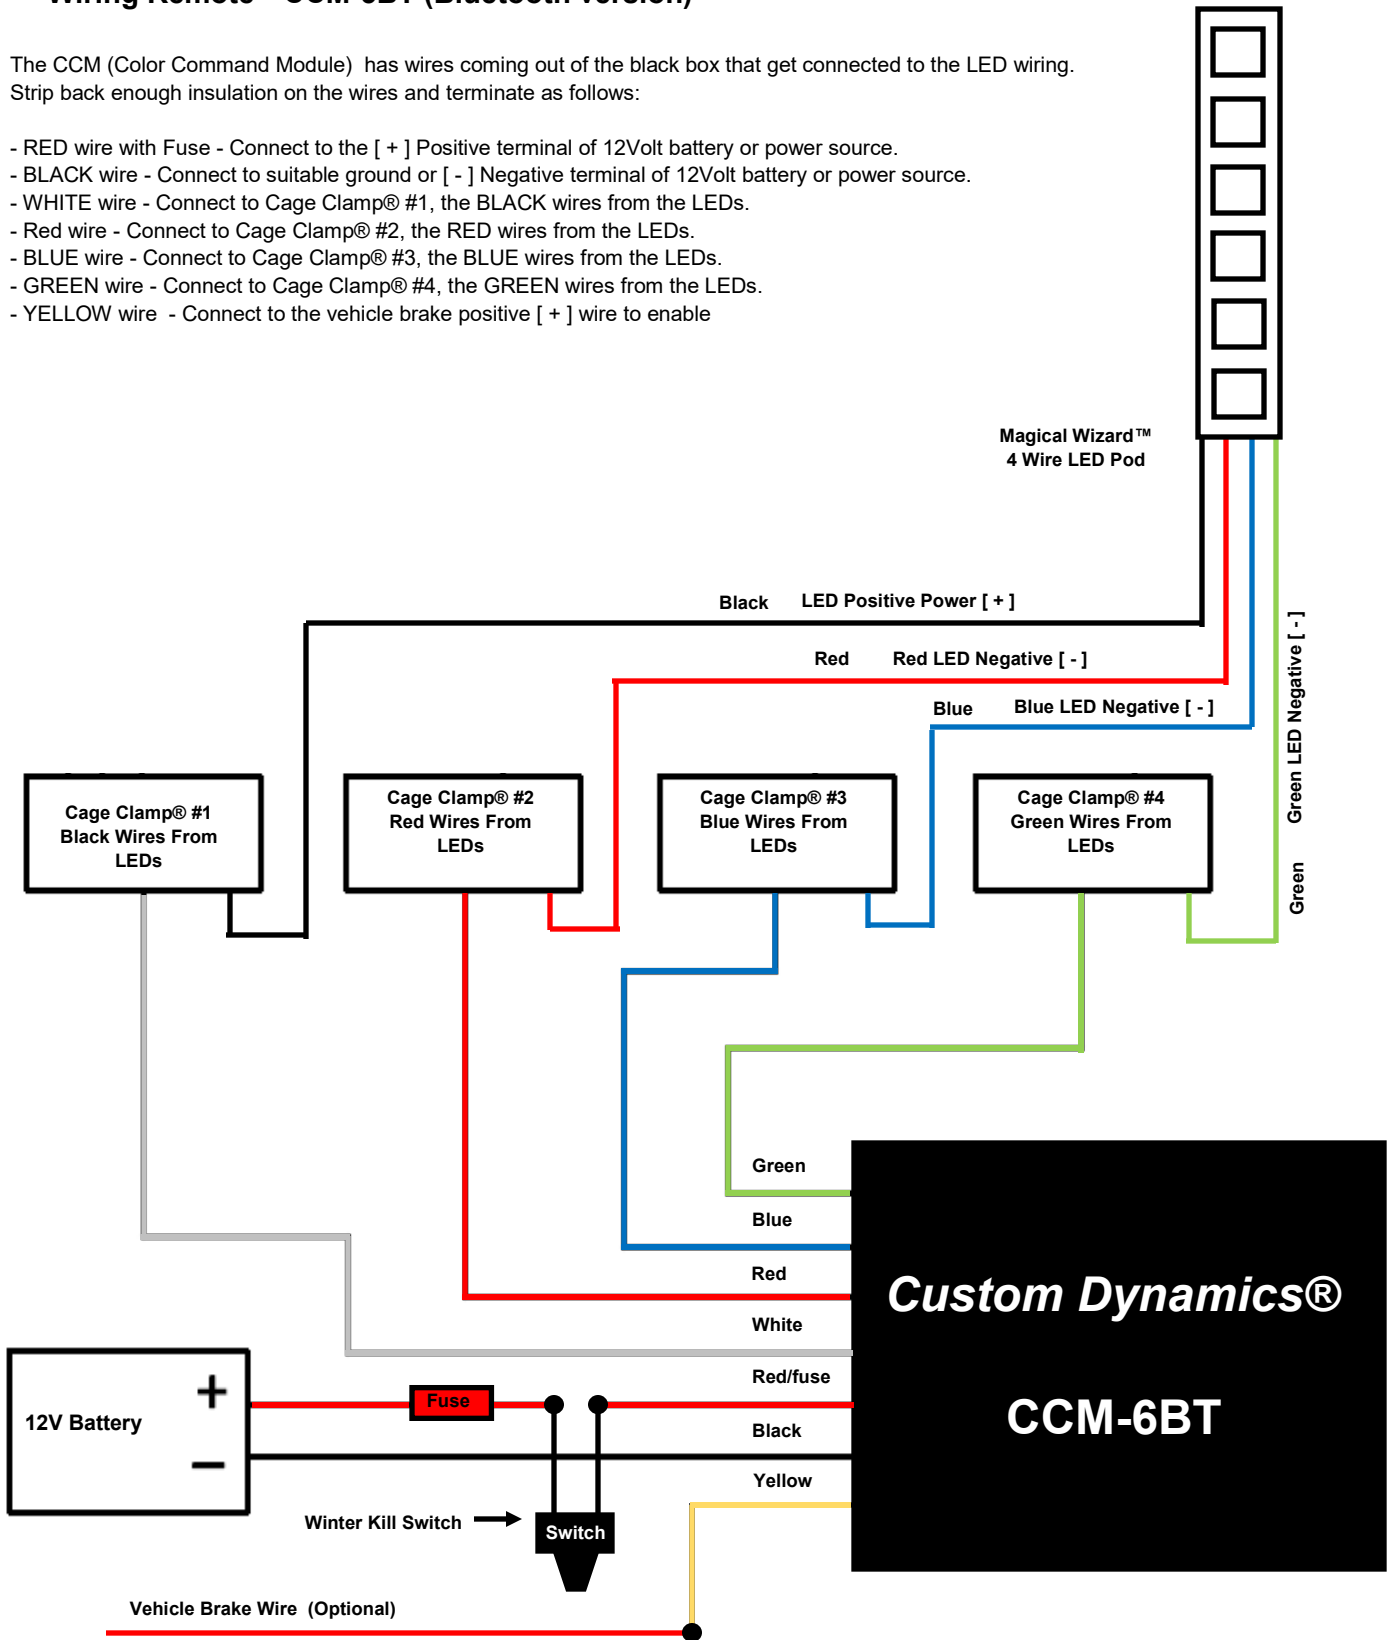 Wiring Remote - CCM-6BT (Bluetooth version)
The CCM (Color Command Module)  has wires coming out of the black box that get connected to the LED wiring.
Strip back enough insulation on the wires and terminate as follows:
- RED wire with Fuse - Connect to the [ + ] Positive terminal of 12Volt battery or power source.
- BLACK wire - Connect to suitable ground or [ - ] Negative terminal of 12Volt battery or power source.
- WHITE wire - Connect to Cage Clamp® #1, the BLACK wires from the LEDs.
- Red wire - Connect to Cage Clamp® #2, the RED wires from the LEDs.
- BLUE wire - Connect to Cage Clamp® #3, the BLUE wires from the LEDs.
- GREEN wire - Connect to Cage Clamp® #4, the GREEN wires from the LEDs.
- YELLOW wire  - Connect to the vehicle brake positive [ + ] wire to enable
Magical Wizard™
4 Wire LED Pod
Black LED Positive Power [ + ]
Red Red LED Negative [ - ]
Blue Blue LED Negative [ - ]
Green Green LED Negative [ - ]
Cage Clamp® #1
Black Wires From
LEDs
Cage Clamp® #2
Red Wires From
LEDs
Cage Clamp® #3
Blue Wires From
LEDs
Cage Clamp® #4
Green Wires From
LEDs
Green
Blue
Red
White
Red/fuse
Black
Yellow
Custom Dynamics®
CCM-6BT
12V Battery
+
−
Fuse
Winter Kill Switch
Switch
Vehicle Brake Wire  (Optional)